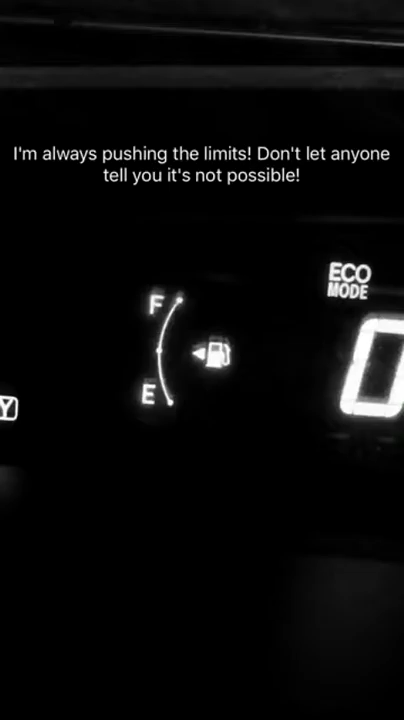 I'm always pushing the limits! Don't let anyone
tell you it's not possible!
ECO
MODE
F
E
0
Y